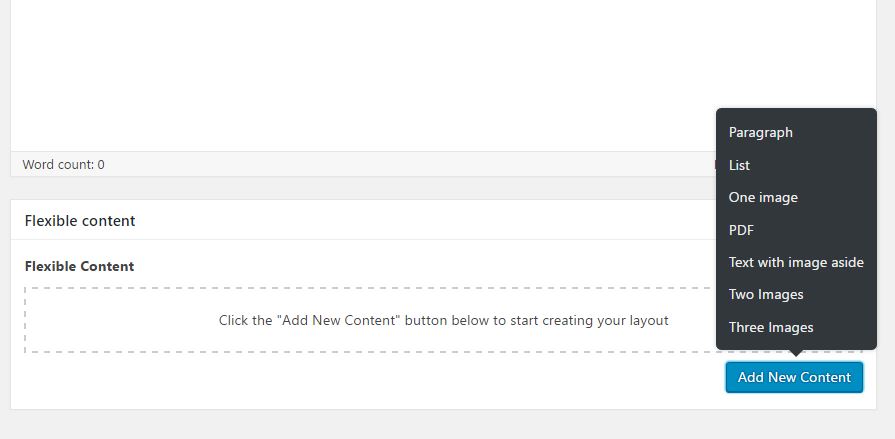 Word count: 0
Flexible content
Flexible Content
Click the "Add New Content" button below to start creating your layout
Paragraph
List
One image
PDF
Text with image aside
Two Images
Three Images
Add New Content